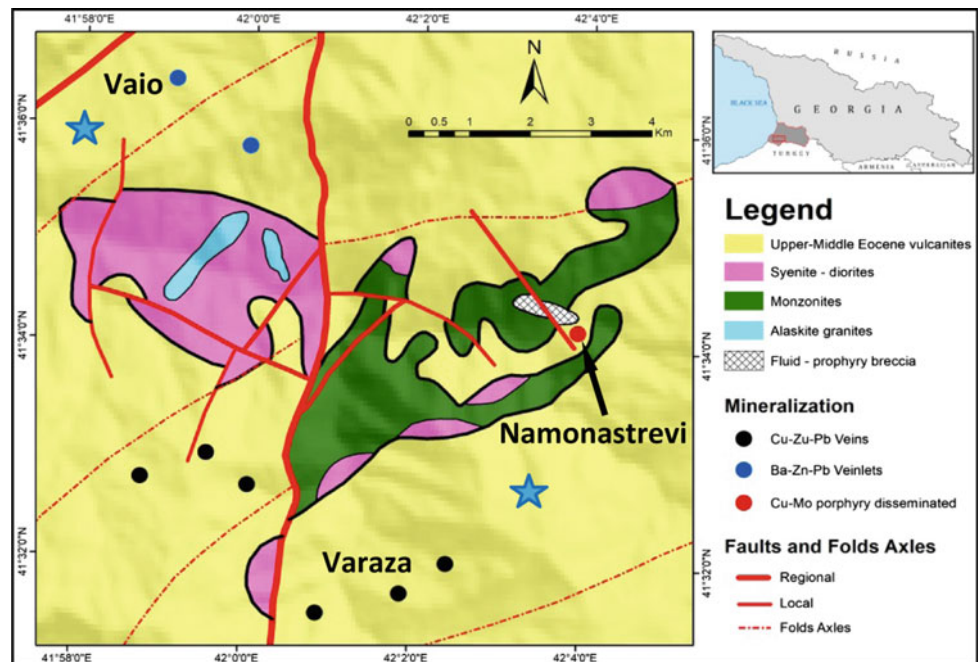 41°58'0"E
42°0'0"E
42°2'0"E
42°4'0"E
Vaio
N
0 0.5 1 2 3 4
Km
41°36'0"N
41°34'0"N
41°32'0"N
41°36'0"N
41°34'0"N
41°32'0"N
Namonastrevi
Varaza
41°58'0"E
42°0'0"E
42°2'0"E
42°4'0"E
RUSSIA
BLACK SEA
GEORGIA
TURKEY
ARMENIA
Legend
Upper-Middle Eocene vulcanites
Syenite - diorites
Monzonites
Alaskite granites
Fluid - prophyry breccia
Mineralization
Cu-Zu-Pb Veins
Ba-Zn-Pb Veinlets
Cu-Mo porphyry disseminated
Faults and Folds Axles
Regional
Local
Folds Axles